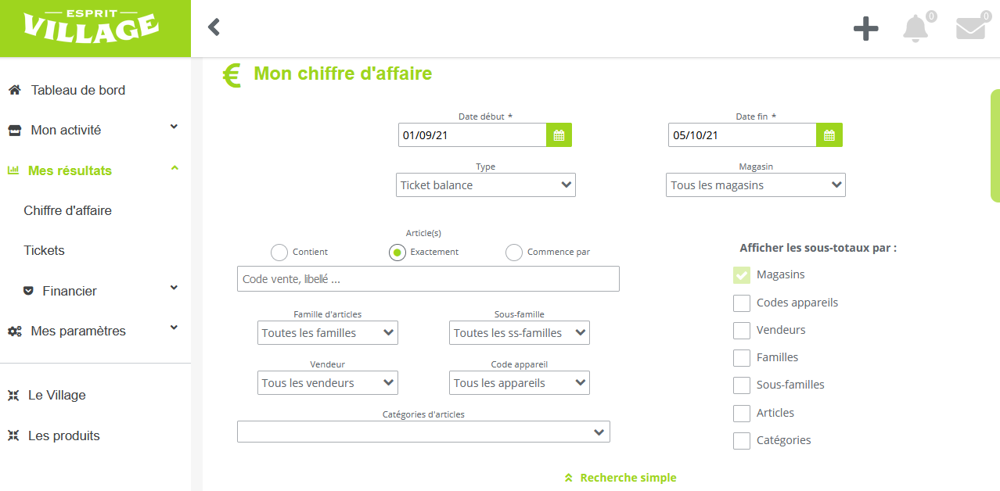 ESPRIT
VILLAGE
0
0
Tableau de bord
Mon activité
Mes résultats
Chiffre d'affaire
Tickets
Financier
Mes paramètres
Le Village
Les produits
€ Mon chiffre d'affaire
Date début *
Date fin *
01/09/21
05/10/21
Type
Magasin
Ticket balance
Tous les magasins
Article(s)
Contient
Exactement
Commence par
Code vente, libellé ...
Famille d'articles
Sous-famille
Toutes les familles
Toutes les ss-familles
Vendeur
Code appareil
Tous les vendeurs
Tous les appareils
Catégories d'articles
Afficher les sous-totaux par :
Magasins
Codes appareils
Vendeurs
Familles
Sous-familles
Articles
Catégories
Recherche simple